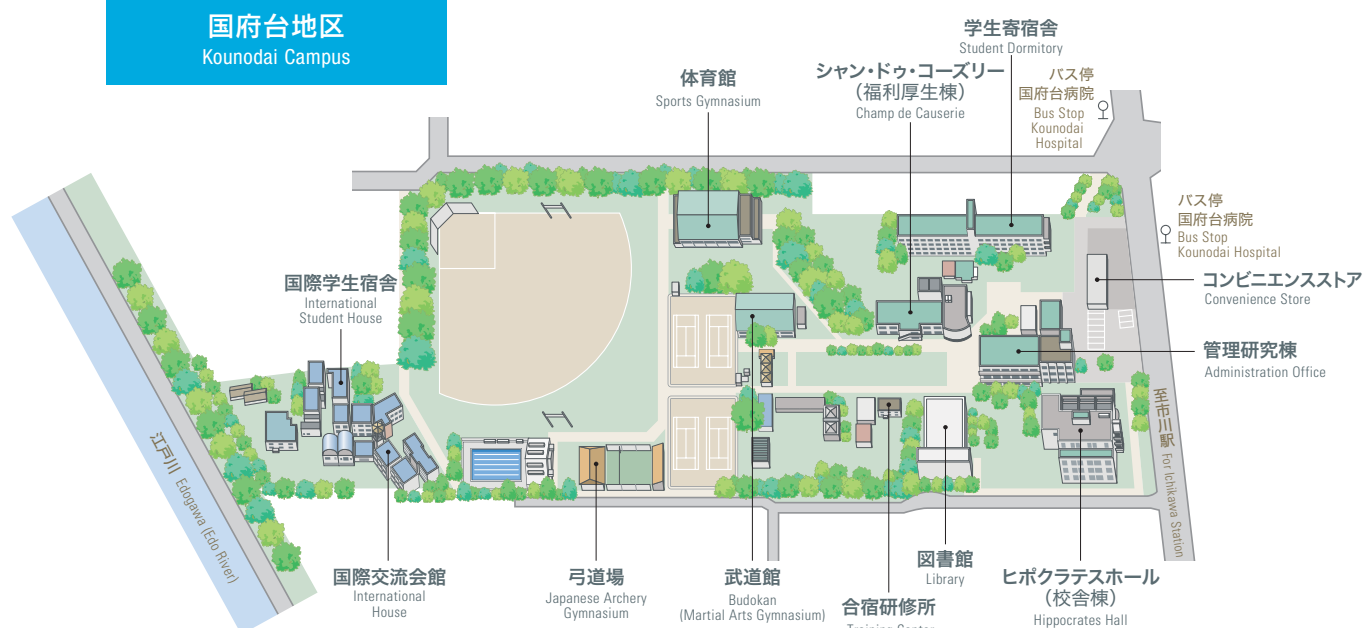 国府台地区
Kounodai Campus
学生寄宿舎
Student Dormitory
体育館
Sports Gymnasium
シャン・ドゥ・コーズリー
（福利厚生棟）
Champ de Causerie
バス停
国府台病院
Bus Stop
Kounodai
Hospital
バス停
国府台病院
Bus Stop
Kounodai Hospital
国際学生宿舎
International
Student House
コンビニエンスストア
Convenience Store
管理研究棟
Administration Office
至市川駅 For Ichikawa Station
江戸川 Edogawa (Edo River)
国際交流会館
International
House
弓道場
Japanese Archery
Gymnasium
武道館
Budokan
(Martial Arts Gymnasium)
合宿研修所
Training Center
図書館
Library
ヒポクラテスホール
（校舎棟）
Hippocrates Hall